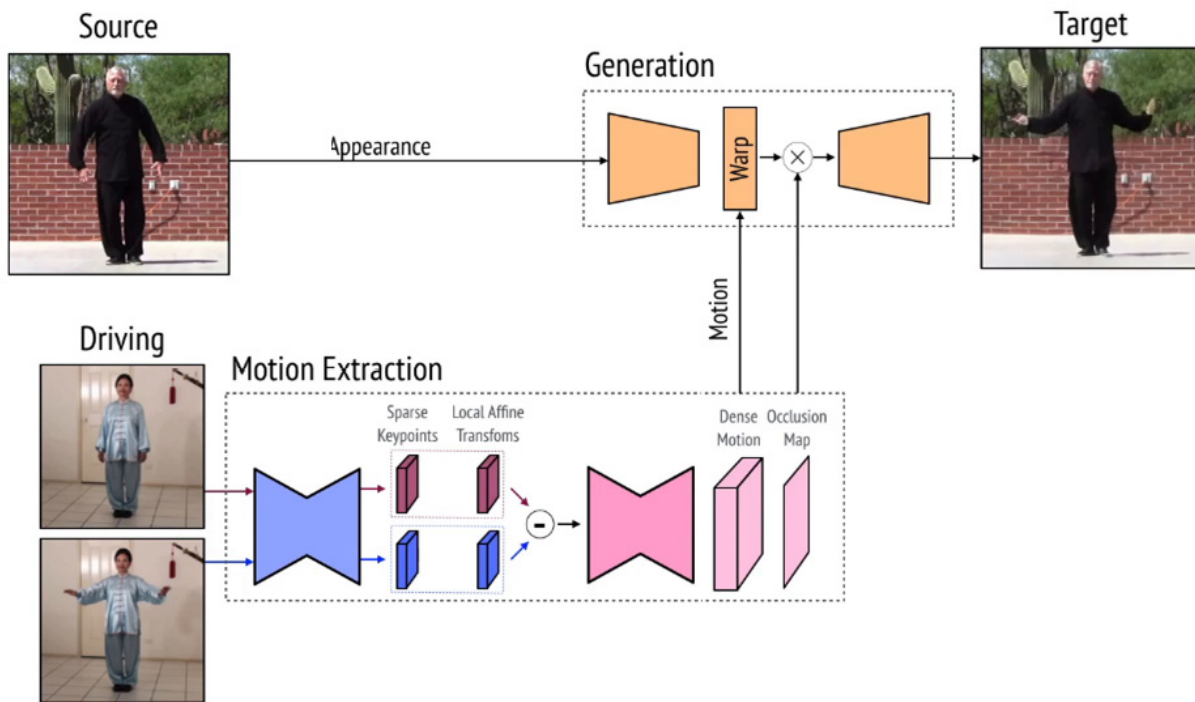 Source
Target
Generation
Appearance
Warp
×
Motion
Driving
Motion Extraction
Sparse
Keypoints
Local Affine
Transfoms
Dense
Motion
Occlusion
Map
-